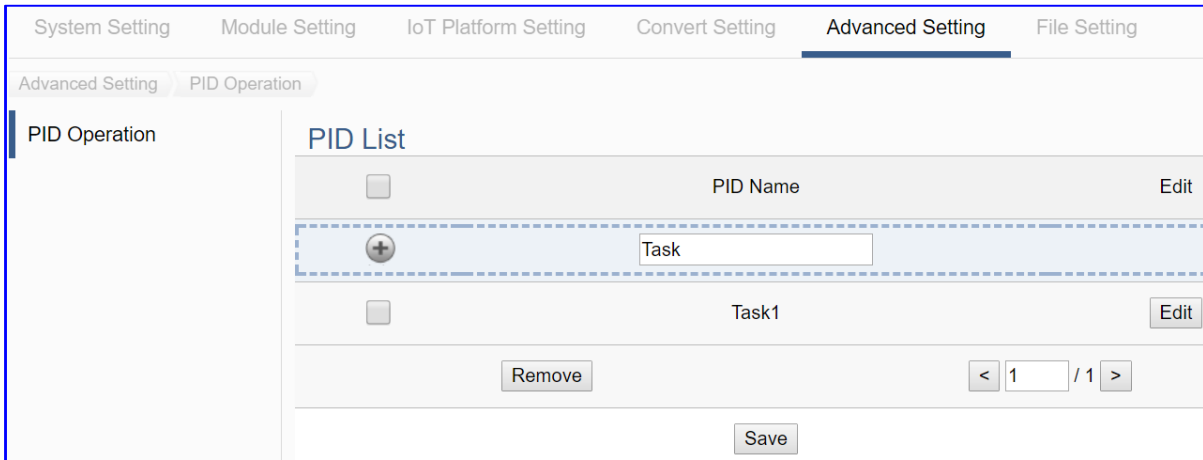 System Setting Module Setting IoT Platform Setting Convert Setting Advanced Setting File Setting
Advanced Setting PID Operation
PID Operation
PID List
PID Name Edit
Task
Task1 Edit
Remove < 1 / 1 >
Save